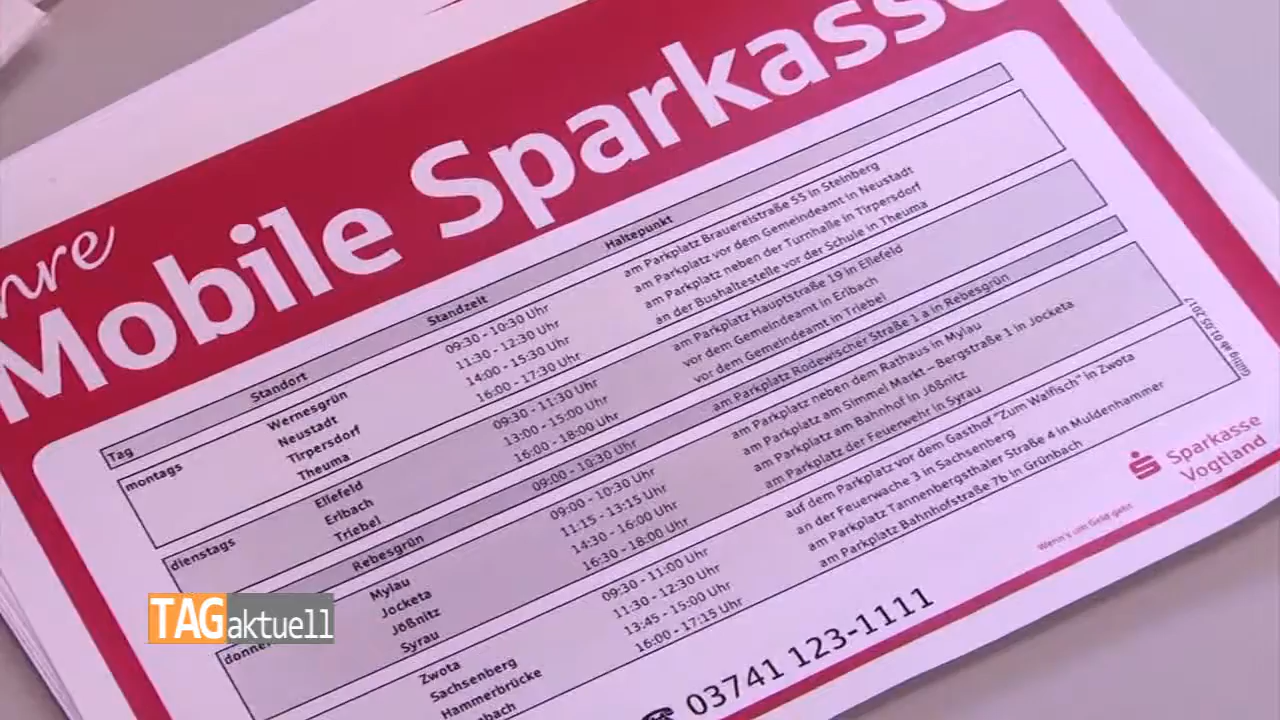 Mobile Sparkasse
Tag Standort Standzeit Haltepunkt
montags Wernesgrün 09:30 - 10:30 Uhr am Parkplatz Brauereistraße 55 in Steinberg
Neustadt 11:30 - 12:30 Uhr am Parkplatz vor dem Gemeindeamt in Neustadt
Tirpersdorf 14:00 - 15:30 Uhr am Parkplatz neben der Turnhalle in Tirpersdorf
Theuma 16:00 - 17:30 Uhr an der Bushaltestelle vor der Schule in Theuma
dienstags Ellefeld 09:30 - 11:30 Uhr am Parkplatz Hauptstraße 19 in Ellefeld
Erlbach 13:00 - 15:00 Uhr vor dem Gemeindeamt in Erlbach
Triebel 16:00 - 18:00 Uhr vor dem Gemeindeamt in Triebel
Rebesgrün 09:00 - 10:30 Uhr am Parkplatz Rodewischer Straße 1 a in Rebesgrün
Mylau 09:00 - 10:30 Uhr am Parkplatz neben dem Rathaus in Mylau
Jocketa 11:15 - 13:15 Uhr am Parkplatz am Simmel Markt – Bergstraße 1 in Jocketa
Jößnitz 14:30 - 16:00 Uhr am Parkplatz am Bahnhof in Jößnitz
Syrau 16:30 - 18:00 Uhr am Parkplatz der Feuerwehr in Syrau
Zwota 09:30 - 11:00 Uhr auf dem Parkplatz vor dem Gasthof "Zum Walfisch" in Zwota
Sachsenberg 11:30 - 12:30 Uhr an der Feuerwache 3 in Sachsenberg
Hammerbrücke 13:45 - 15:00 Uhr am Parkplatz Tannenbergsthaler Straße 4 in Muldenhammer
16:00 - 17:15 Uhr am Parkplatz Bahnhofstraße 7b in Grünbach
Gültig ab 01.05.2017
Sparkasse
Vogtland
Wenn's um Geld geht
03741 123-1111
TAGaktuell